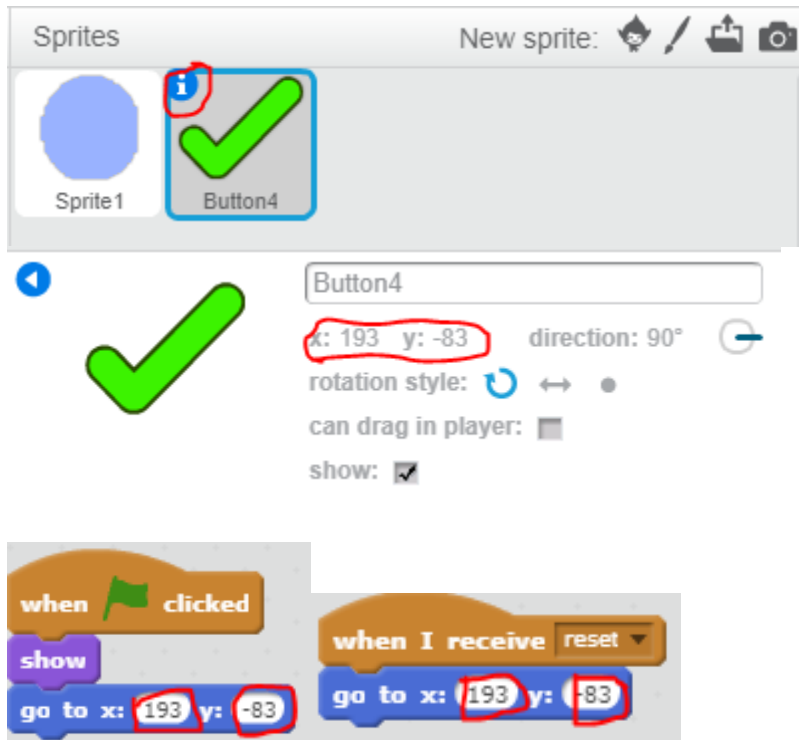 Sprites New sprite:
i
Sprite1 Button4
Button4
x: 193 y: -83 direction: 90°
rotation style:
can drag in player:
show:
when clicked
show
go to x: 193 y: -83
when I receive reset
go to x: 193 y: -83